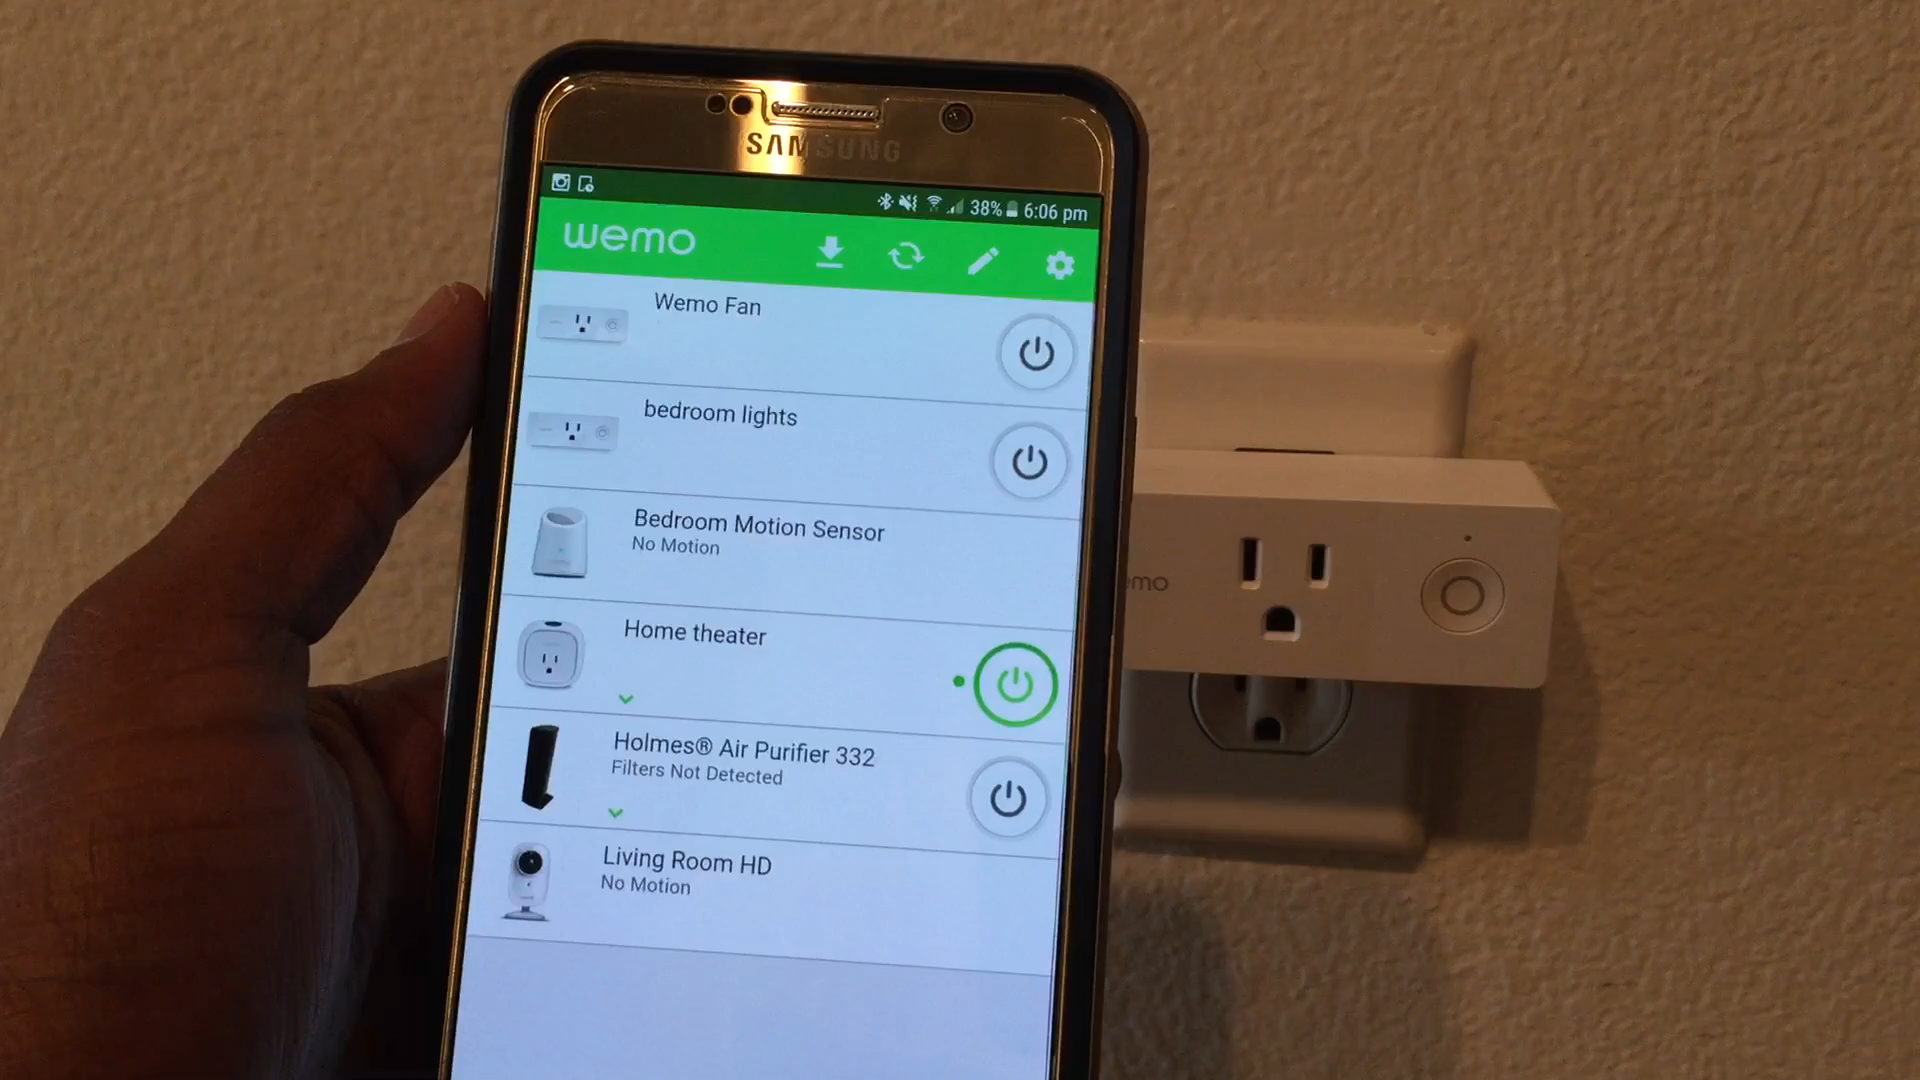 SAMSUNG
38% 6:06 pm
wemo
Wemo Fan
bedroom lights
Bedroom Motion Sensor
No Motion
Home theater
Holmes® Air Purifier 332
Filters Not Detected
Living Room HD
No Motion
emo